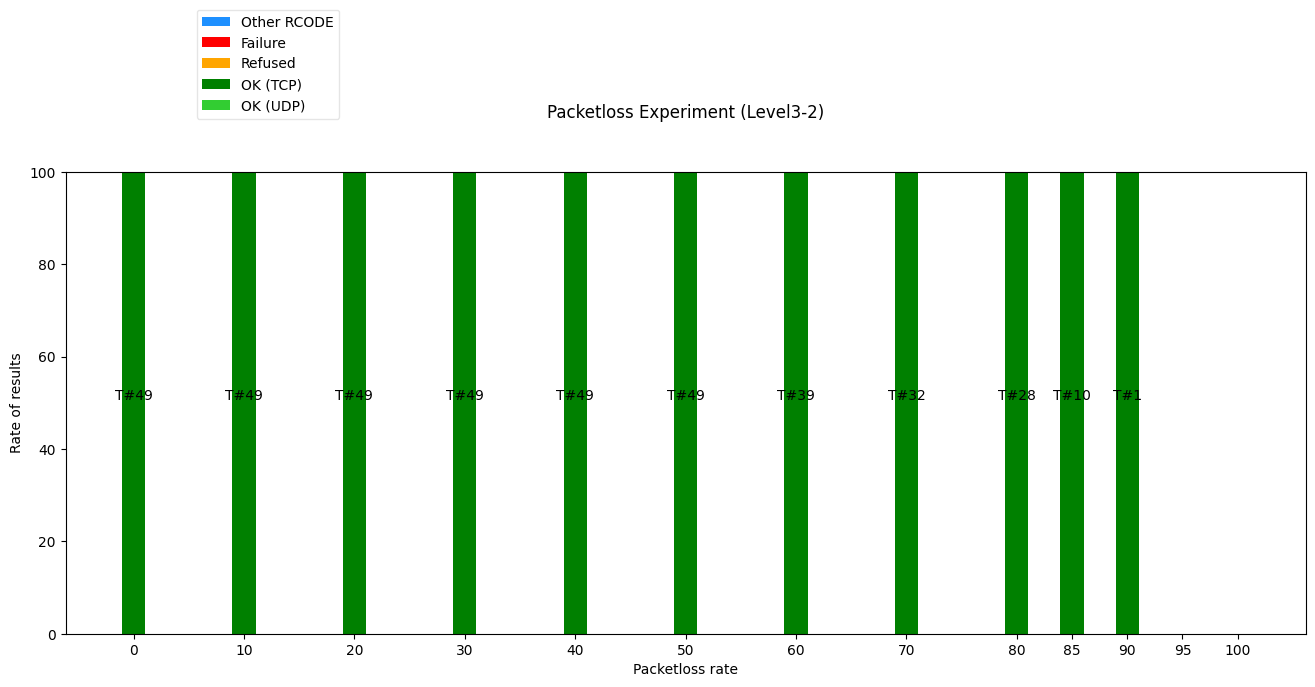 Other RCODE
Failure
Refused
OK (TCP)
OK (UDP)
Packetloss Experiment (Level3-2)
Rate of results
100
80
60
40
20
0
T#49 T#49 T#49 T#49 T#49 T#49 T#39 T#32 T#28 T#10 T#1
0 10 20 30 40 50 60 70 80 85 90 95 100
Packetloss rate